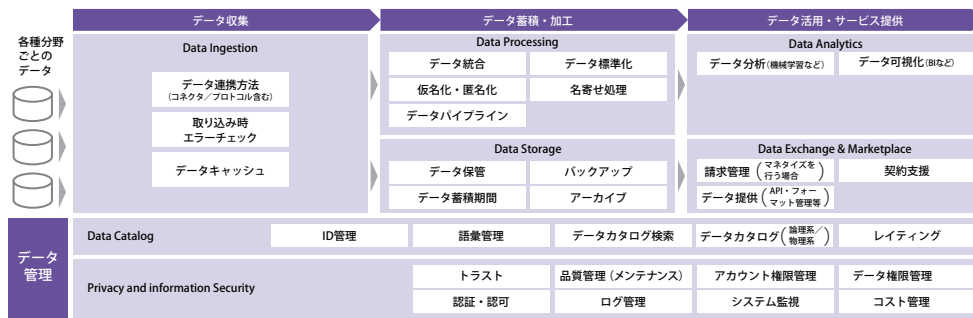 データ収集
データ蓄積・加工
データ活用・サービス提供
各種分野
ごとの
データ
Data Ingestion
データ連携方法
(コネクタ／プロトコル含む)
取り込み時
エラーチェック
データキャッシュ
Data Processing
データ統合
データ標準化
仮名化・匿名化
名寄せ処理
データパイプライン
Data Storage
データ保管
バックアップ
データ蓄積期間
アーカイブ
Data Analytics
データ分析(機械学習など)
データ可視化(BIなど)
Data Exchange & Marketplace
請求管理(マネタイズを
行う場合)
契約支援
データ提供(API・フォー
マット管理等)
データ
管理
Data Catalog
ID管理
語彙管理
データカタログ検索
データカタログ(論理系／
物理系)
レイティング
Privacy and information Security
トラスト
品質管理(メンテナンス)
アカウント権限管理
データ権限管理
認証・認可
ログ管理
システム監視
コスト管理